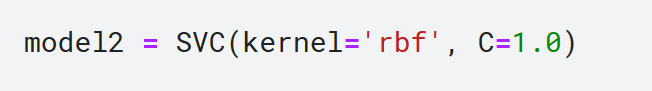 model2 = SVC(kernel='rbf', C=1.0)